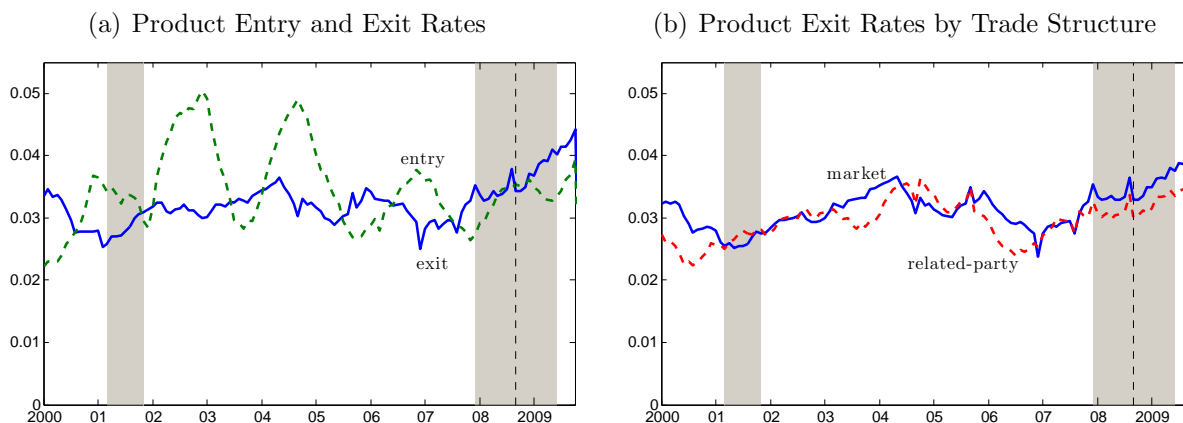 (a) Product Entry and Exit Rates
0.05
0.04
0.03
0.02
0.01
0
2000 01 02 03 04 05 06 07 08 2009
entry
exit
(b) Product Exit Rates by Trade Structure
0.05
0.04
0.03
0.02
0.01
0
2000 01 02 03 04 05 06 07 08 2009
market
related-party